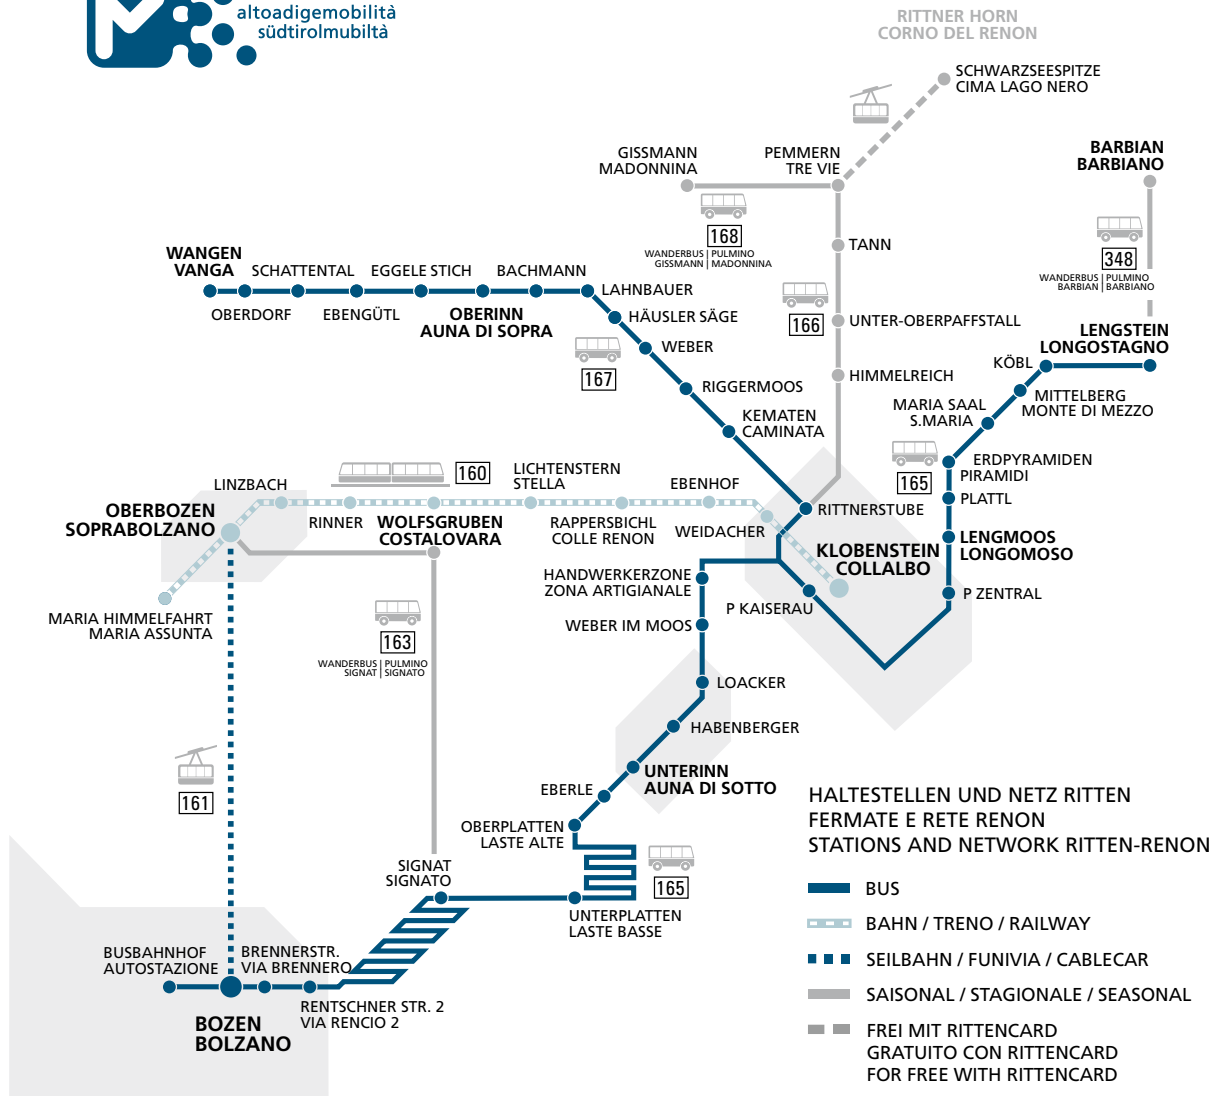 altoadigemobilità
südtirolmubiltà
RITTNER HORN
CORNO DEL RENON
SCHWARZSEESPITZE
CIMA LAGO NERO
GISSMANN
MADONNINA
PEMMERN
TRE VIE
BARBIAN
BARBIANO
168
WANDERBUS | PULMINO
GISSMANN | MADONNINA
TANN
348
WANDERBUS | PULMINO
BARBIAN | BARBIANO
WANGEN
VANGA
SCHATTENTAL
EGGELE STICH
BACHMANN
LAHNBAUER
OBERDORF
EBENGÜTL
OBERINN
AUNA DI SOPRA
HÄUSLER SÄGE
166
UNTER-OBERPAFFSTALL
LENGSTEIN
LONGOSTAGNO
WEBER
167
RIGGERMOOS
HIMMELREICH
KÖBL
MITTELBERG
MONTE DI MEZZO
MARIA SAAL
S.MARIA
KEMATEN
CAMINATA
165
ERDPYRAMIDEN
PIRAMIDI
PLATTL
160
LINZBACH
LICHTENSTERN
STELLA
EBENHOF
OBERBOZEN
SOPRABOLZANO
RINNER
WOLFSGRUBEN
COSTALOVARA
RAPPERSBICHL
COLLE RENON
WEIDACHER
RITTNERSTUBE
KLOBENSTEIN
COLLALBO
LENGMOOS
LONGOMOSO
HANDWERKERZONE
ZONA ARTIGIANALE
P KAISERAU
P ZENTRAL
MARIA HIMMELFAHRT
MARIA ASSUNTA
WEBER IM MOOS
163
WANDERBUS | PULMINO
SIGNAT | SIGNATO
LOACKER
HABENBERGER
UNTERINN
AUNA DI SOTTO
161
EBERLE
OBERPLATTEN
LASTE ALTE
SIGNAT
SIGNATO
165
UNTERPLATTEN
LASTE BASSE
BUSBAHNHOF
AUTOSTAZIONE
BRENNERSTR.
VIA BRENNERO
RENTSCHNER STR. 2
VIA RENCIO 2
BOZEN
BOLZANO
HALTESTELLEN UND NETZ RITTEN
FERMATE E RETE RENON
STATIONS AND NETWORK RITTEN-RENON
BUS
BAHN / TRENO / RAILWAY
SEILBAHN / FUNIVIA / CABLECAR
SAISONAL / STAGIONALE / SEASONAL
FREI MIT RITTENCARD
GRATUITO CON RITTENCARD
FOR FREE WITH RITTENCARD